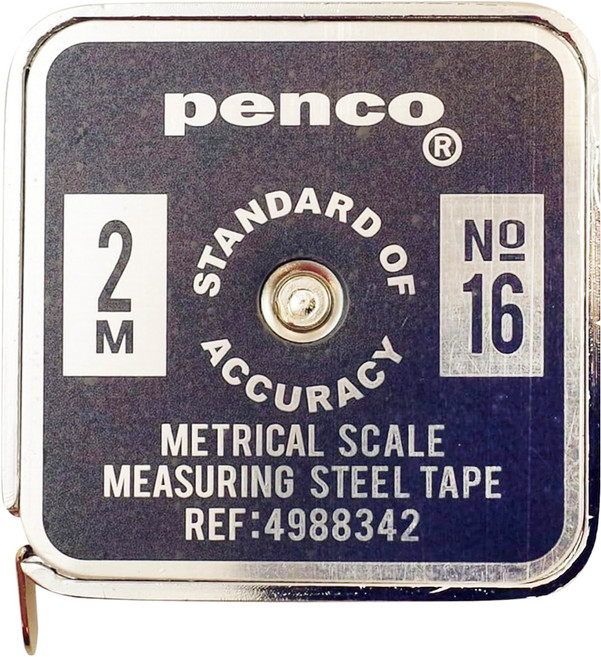 penco®
2
M
STANDARD OF
ACCURACY
Nº
16
METRICAL SCALE
MEASURING STEEL TAPE
REF:4988342